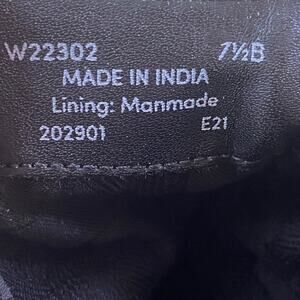 W22302 7½B
MADE IN INDIA
Lining: Manmade
202901 E21